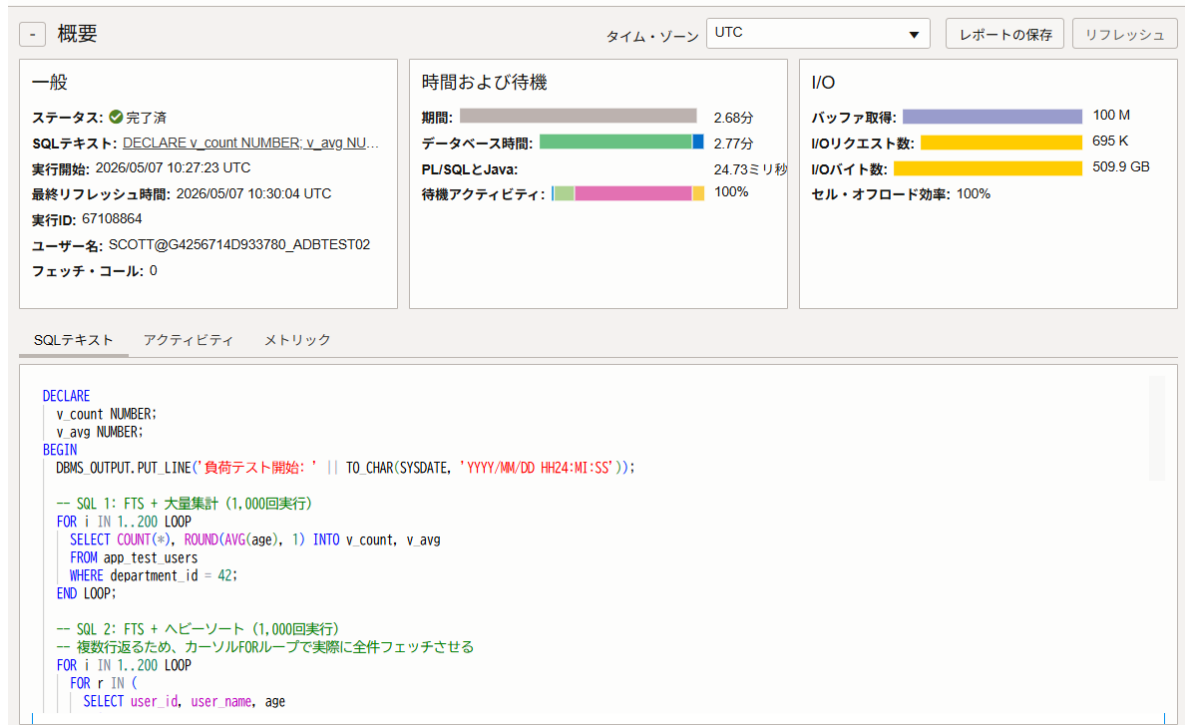 - 概要
タイム・ゾーン UTC レポートの保存 リフレッシュ
一般
ステータス: 完了済
SQLテキスト: DECLARE v_count NUMBER; v_avg NU...
実行開始: 2026/05/07 10:27:23 UTC
最終リフレッシュ時間: 2026/05/07 10:30:04 UTC
実行ID: 67108864
ユーザー名: SCOTT@G4256714D933780_ADBTEST02
フェッチ・コール: 0
時間および待機
期間: 2.68分
データベース時間: 2.77分
PL/SQLとJava: 24.73ミリ秒
待機アクティビティ: 100%
I/O
バッファ取得: 100 M
I/Oリクエスト数: 695 K
I/Oバイト数: 509.9 GB
セル・オフロード効率: 100%
SQLテキスト アクティビティ メトリック
DECLARE
v_count NUMBER;
v_avg NUMBER;
BEGIN
DBMS_OUTPUT.PUT_LINE('負荷テスト開始: ' || TO_CHAR(SYSDATE, 'YYYY/MM/DD HH24:MI:SS'));
-- SQL 1: FTS + 大量集計 (1,000回実行)
FOR i IN 1..200 LOOP
SELECT COUNT(*), ROUND(AVG(age), 1) INTO v_count, v_avg
FROM app_test_users
WHERE department_id = 42;
END LOOP;
-- SQL 2: FTS + ヘビーソート (1,000回実行)
-- 複数行返るため、カーソルFORループで実際に全件フェッチさせる
FOR i IN 1..200 LOOP
FOR r IN (
SELECT user_id, user_name, age